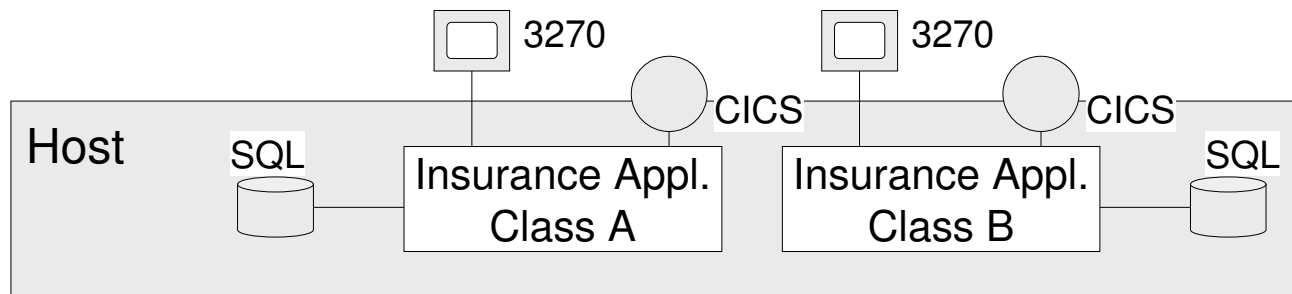 3270
3270
CICS
CICS
Host
SQL
SQL
Insurance Appl.
Class A
Insurance Appl.
Class B